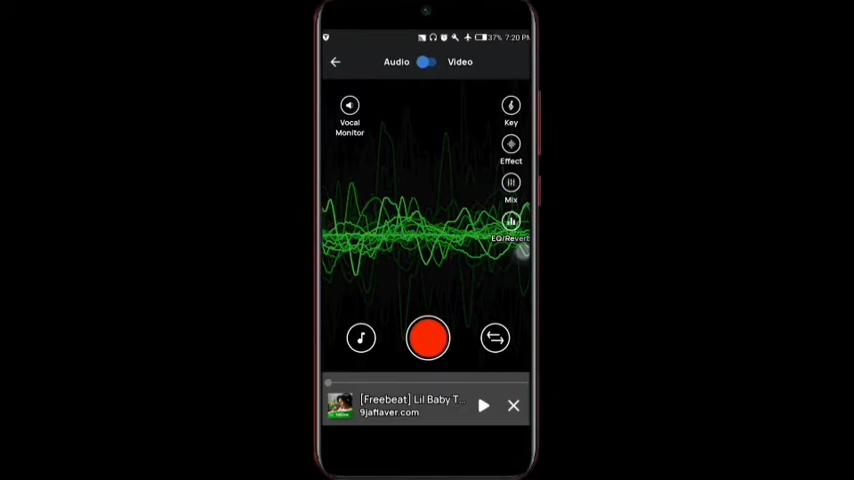 37% 7:20 PM
Audio Video
Vocal
Monitor
Key
Effect
Mix
EQ/Reverb
[Freebeat] Lil Baby T...
9jaflaver.com